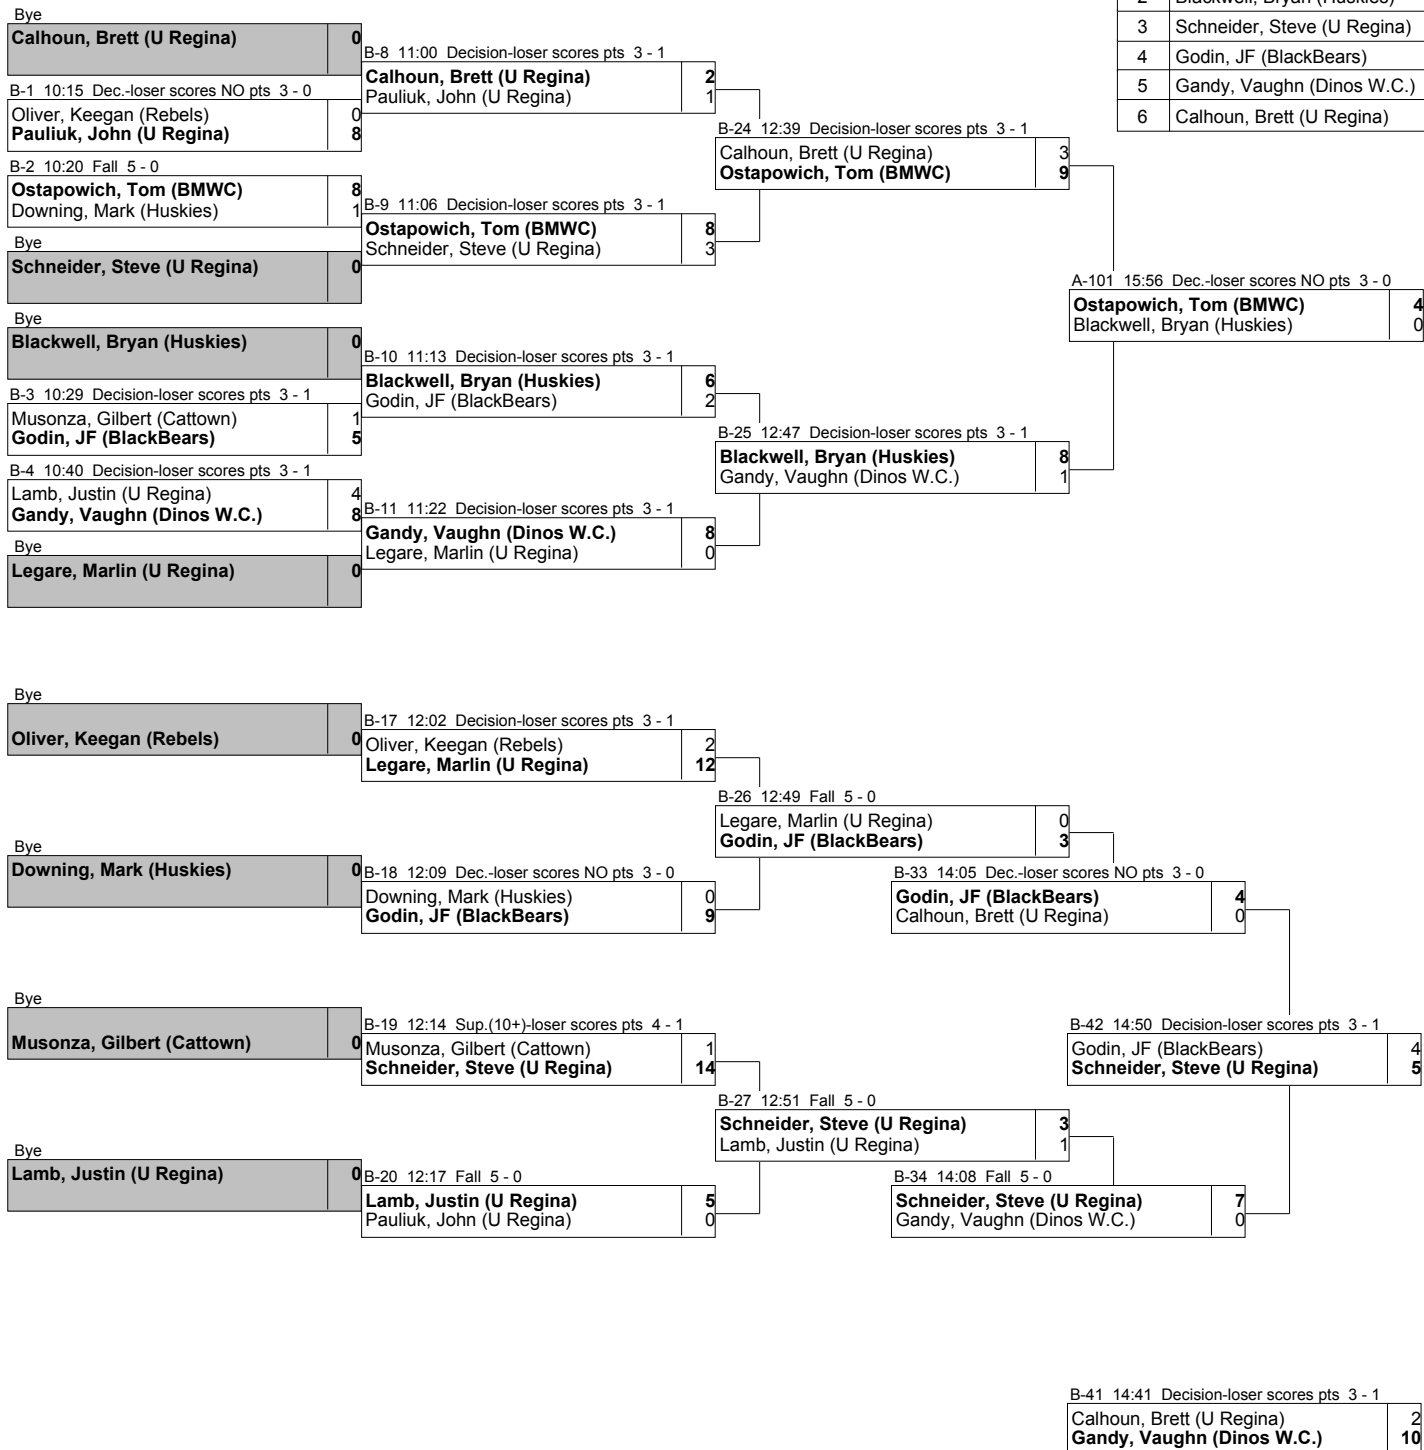 2 Blackwell, Bryan (Huskies)
3 Schneider, Steve (U Regina)
4 Godin, JF (BlackBears)
5 Gandy, Vaughn (Dinos W.C.)
6 Calhoun, Brett (U Regina)
Bye
Calhoun, Brett (U Regina) 0
B-1 10:15 Dec.-loser scores NO pts 3 - 0
Oliver, Keegan (Rebels) 0
Pauliuk, John (U Regina) 8
B-2 10:20 Fall 5 - 0
Ostapowich, Tom (BMWC) 8
Downing, Mark (Huskies) 1
Bye
Schneider, Steve (U Regina) 0
Bye
Blackwell, Bryan (Huskies) 0
B-3 10:29 Decision-loser scores pts 3 - 1
Musonza, Gilbert (Cattown) 1
Godin, JF (BlackBears) 5
B-4 10:40 Decision-loser scores pts 3 - 1
Lamb, Justin (U Regina) 4
Gandy, Vaughn (Dinos W.C.) 8
Bye
Legare, Marlin (U Regina) 0
B-8 11:00 Decision-loser scores pts 3 - 1
Calhoun, Brett (U Regina) 2
Pauliuk, John (U Regina) 1
B-9 11:06 Decision-loser scores pts 3 - 1
Ostapowich, Tom (BMWC) 8
Schneider, Steve (U Regina) 3
B-10 11:13 Decision-loser scores pts 3 - 1
Blackwell, Bryan (Huskies) 6
Godin, JF (BlackBears) 2
B-11 11:22 Decision-loser scores pts 3 - 1
Gandy, Vaughn (Dinos W.C.) 8
Legare, Marlin (U Regina) 0
B-24 12:39 Decision-loser scores pts 3 - 1
Calhoun, Brett (U Regina) 3
Ostapowich, Tom (BMWC) 9
B-25 12:47 Decision-loser scores pts 3 - 1
Blackwell, Bryan (Huskies) 8
Gandy, Vaughn (Dinos W.C.) 1
A-101 15:56 Dec.-loser scores NO pts 3 - 0
Ostapowich, Tom (BMWC) 4
Blackwell, Bryan (Huskies) 0
Bye
Oliver, Keegan (Rebels) 0
Bye
Downing, Mark (Huskies) 0
Bye
Musonza, Gilbert (Cattown) 0
Bye
Lamb, Justin (U Regina) 0
B-17 12:02 Decision-loser scores pts 3 - 1
Oliver, Keegan (Rebels) 2
Legare, Marlin (U Regina) 12
B-18 12:09 Dec.-loser scores NO pts 3 - 0
Downing, Mark (Huskies) 0
Godin, JF (BlackBears) 9
B-19 12:14 Sup.(10+)-loser scores pts 4 - 1
Musonza, Gilbert (Cattown) 1
Schneider, Steve (U Regina) 14
B-20 12:17 Fall 5 - 0
Lamb, Justin (U Regina) 5
Pauliuk, John (U Regina) 0
B-26 12:49 Fall 5 - 0
Legare, Marlin (U Regina) 0
Godin, JF (BlackBears) 3
B-27 12:51 Fall 5 - 0
Schneider, Steve (U Regina) 3
Lamb, Justin (U Regina) 1
B-33 14:05 Dec.-loser scores NO pts 3 - 0
Godin, JF (BlackBears) 4
Calhoun, Brett (U Regina) 0
B-34 14:08 Fall 5 - 0
Schneider, Steve (U Regina) 7
Gandy, Vaughn (Dinos W.C.) 0
B-42 14:50 Decision-loser scores pts 3 - 1
Godin, JF (BlackBears) 4
Schneider, Steve (U Regina) 5
B-41 14:41 Decision-loser scores pts 3 - 1
Calhoun, Brett (U Regina) 2
Gandy, Vaughn (Dinos W.C.) 10